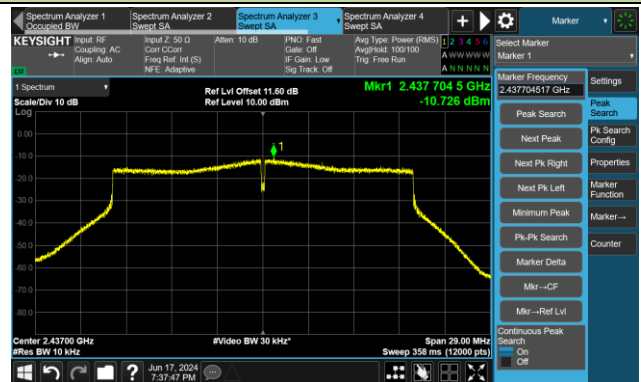 Spectrum Analyzer 1
Occupied BW
Spectrum Analyzer 2
Swept SA
Spectrum Analyzer 3
Swept SA
Spectrum Analyzer 4
Swept SA
Marker
KEYSIGHT
Input: RF
Coupling: AC
Align: Auto
Input Z: 50 Ω
Corr CCorr
Freq Ref: Int (S)
NFE: Adaptive
Atten: 10 dB
PNO: Fast
Gate: Off
IF Gain: Low
Sig Track: Off
Avg Type: Power (RMS)
Avg|Hold: 100/100
Trig: Free Run
1 2 3 4 5 6
A W W W W W
A N N N N N
Select Marker
Marker 1
1 Spectrum
Scale/Div 10 dB
Log
Ref Lvl Offset 11.60 dB
Ref Level 10.00 dBm
Mkr1 2.437 704 5 GHz
-10.726 dBm
1
0.00
-10.0
-20.0
-30.0
-40.0
-50.0
-60.0
-70.0
-80.0
Center 2.43700 GHz
#Res BW 10 kHz
#Video BW 30 kHz*
Span 29.00 MHz
Sweep 358 ms (12000 pts)
Marker Frequency
2.437704517 GHz
Peak Search
Next Peak
Next Pk Right
Next Pk Left
Minimum Peak
Pk-Pk Search
Marker Delta
Mkr→CF
Mkr→Ref Lvl
Continuous Peak
Search
On
Off
Settings
Peak
Search
Pk Search
Config
Properties
Marker
Function
Marker→
Counter
?
Jun 17, 2024
7:37:47 PM